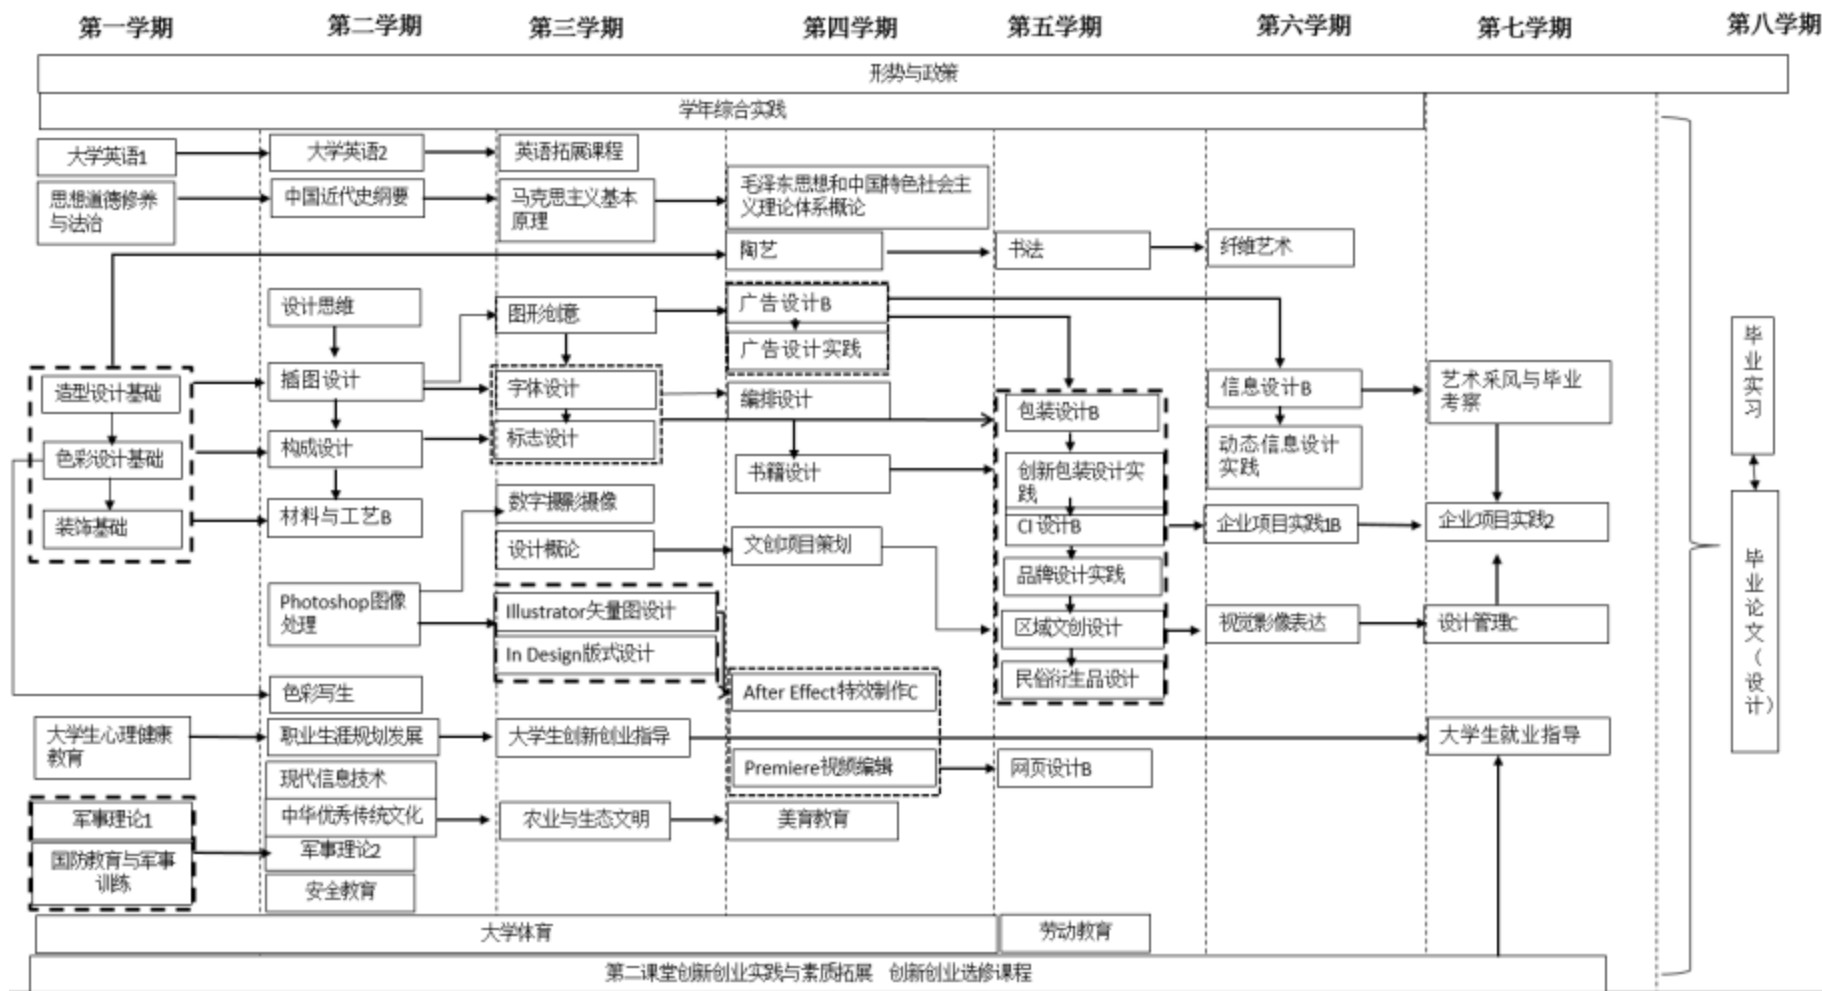 第一学期
第二学期
第三学期
第四学期
第五学期
第六学期
第七学期
第八学期
形势与政策
学年综合实践
大学英语1
大学英语2
英语拓展课程
思想道德修养
与法治
中国近代史纲要
马克思主义基本
原理
毛泽东思想和中国特色社会主
义理论体系概论
陶艺
书法
纤维艺术
设计思维
图形创意
广告设计B
广告设计实践
造型设计基础
插图设计
字体设计
编排设计
包装设计B
信息设计B
艺术采风与毕业
考察
色彩设计基础
构成设计
标志设计
书籍设计
创新包装设计实
践
动态信息设计
实践
装饰基础
材料与工艺B
数字摄影摄像
设计概论
文创项目策划
CI 设计B
企业项目实践1B
企业项目实践2
品牌设计实践
Photoshop图像
处理
Illustrator矢量图设计
In Design版式设计
区域文创设计
视觉影像表达
设计管理C
民俗衍生品设计
色彩写生
After Effect特效制作C
大学生心理健康
教育
职业生涯规划发展
大学生创新创业指导
大学生就业指导
Premiere视频编辑
网页设计B
现代信息技术
中华优秀传统文化
农业与生态文明
美育教育
军事理论1
国防教育与军事
训练
军事理论2
安全教育
大学体育
劳动教育
第二课堂创新创业实践与素质拓展 创新创业选修课程
毕业实习
毕业论文（设计）